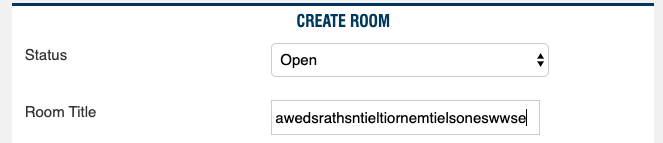 CREATE ROOM
Status Open
Room Title awedsrathsntieltiornemtielsoneswwse